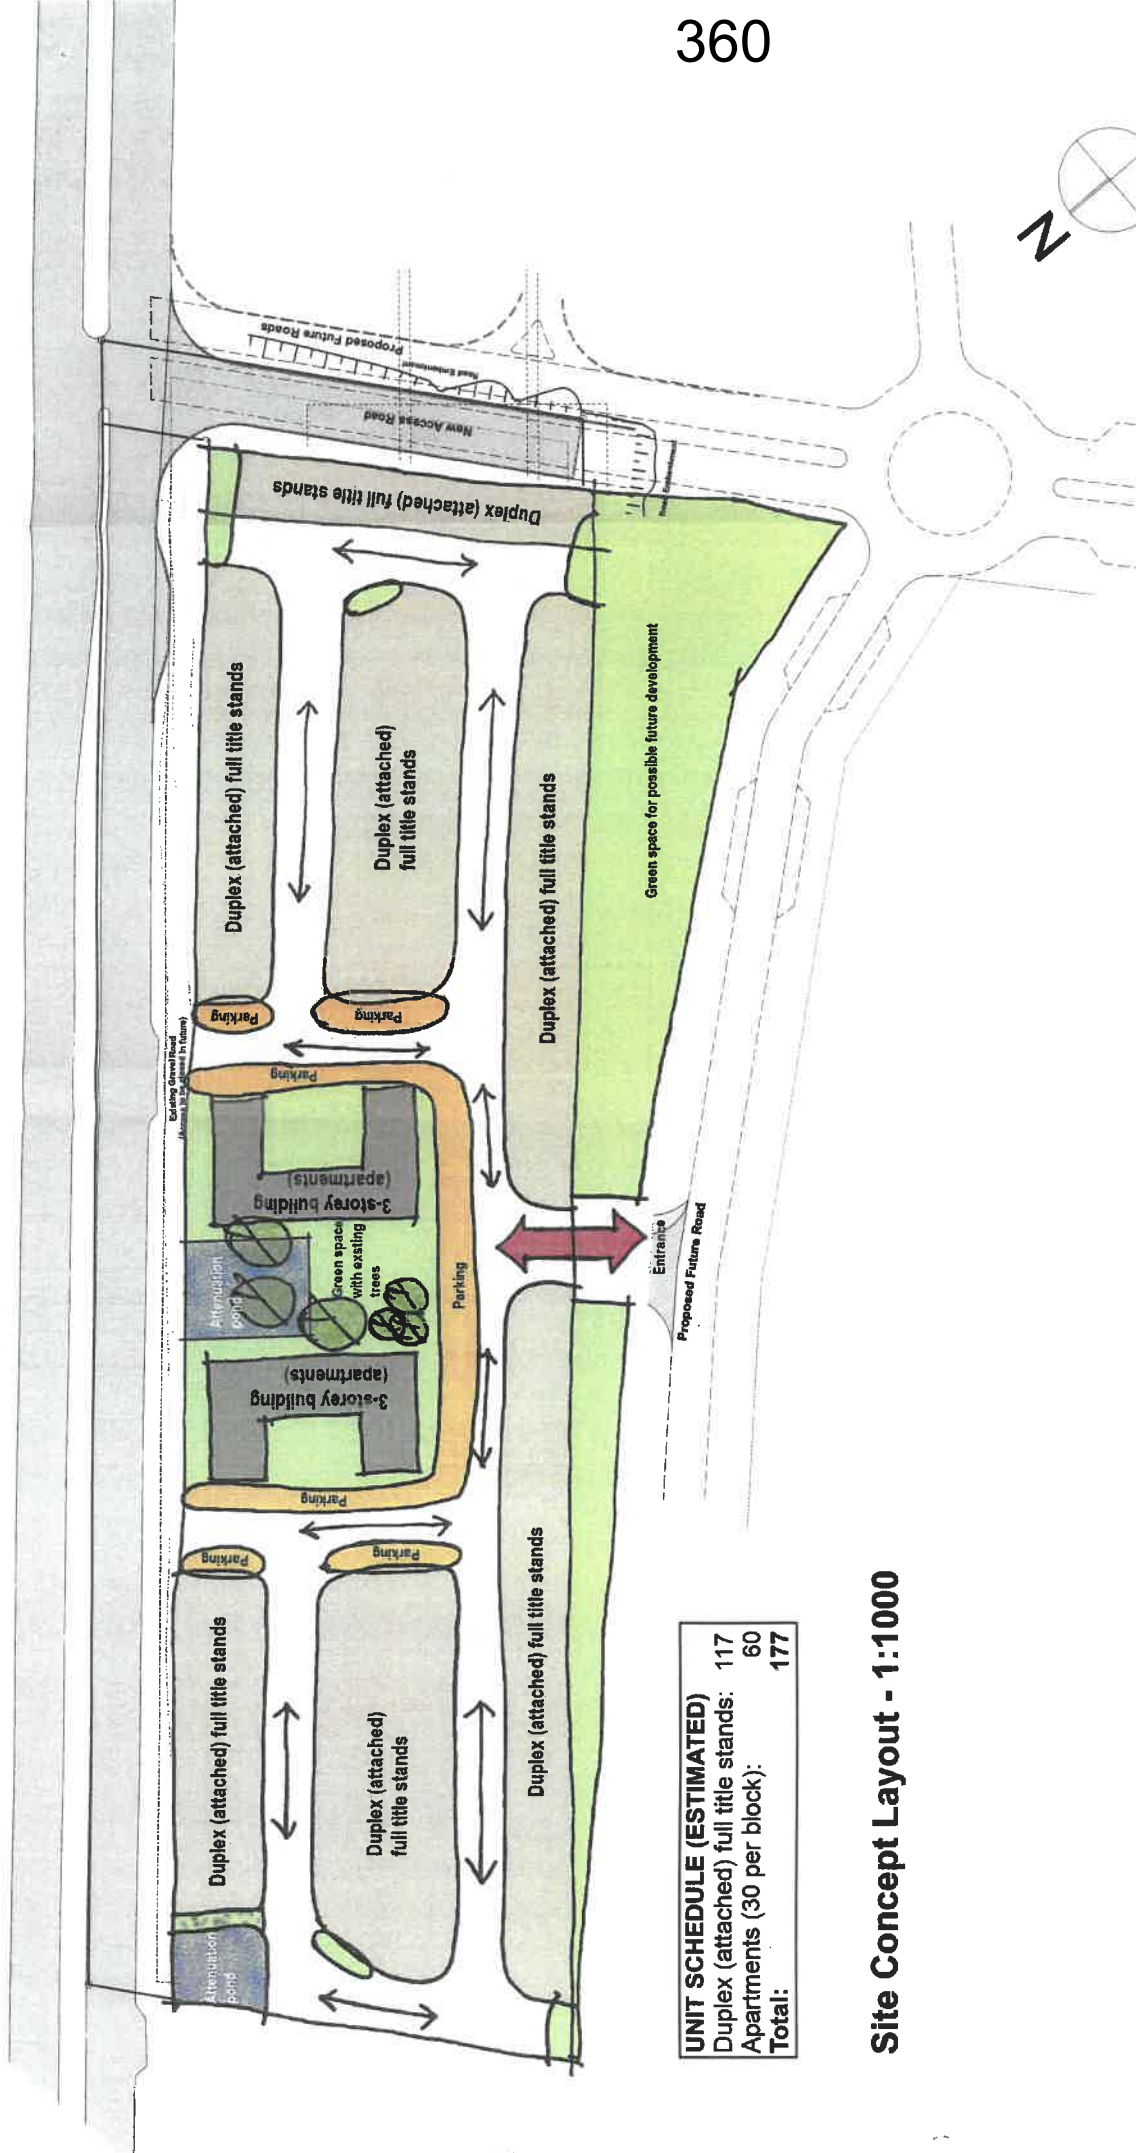 360
N
Proposed Future Roads
Road Embankment
New Access Road
Duplex (attached) full title stands
Duplex (attached) full title stands
Duplex (attached)
full title stands
Duplex (attached) full title stands
Green space for possible future development
Parking
Parking
Existing Gravel Road
Parking
3-storey building
(apartments)
Attenuation
pond
Green space
with exsting
trees
Parking
Entrance
Proposed Future Road
3-storey building
(apartments)
Parking
Parking
Parking
Duplex (attached) full title stands
Duplex (attached)
full title stands
Duplex (attached) full title stands
Attenuation
pond
UNIT SCHEDULE (ESTIMATED)
Duplex (attached) full title stands: 117
Apartments (30 per block): 60
Total: 177
Site Concept Layout - 1:1000